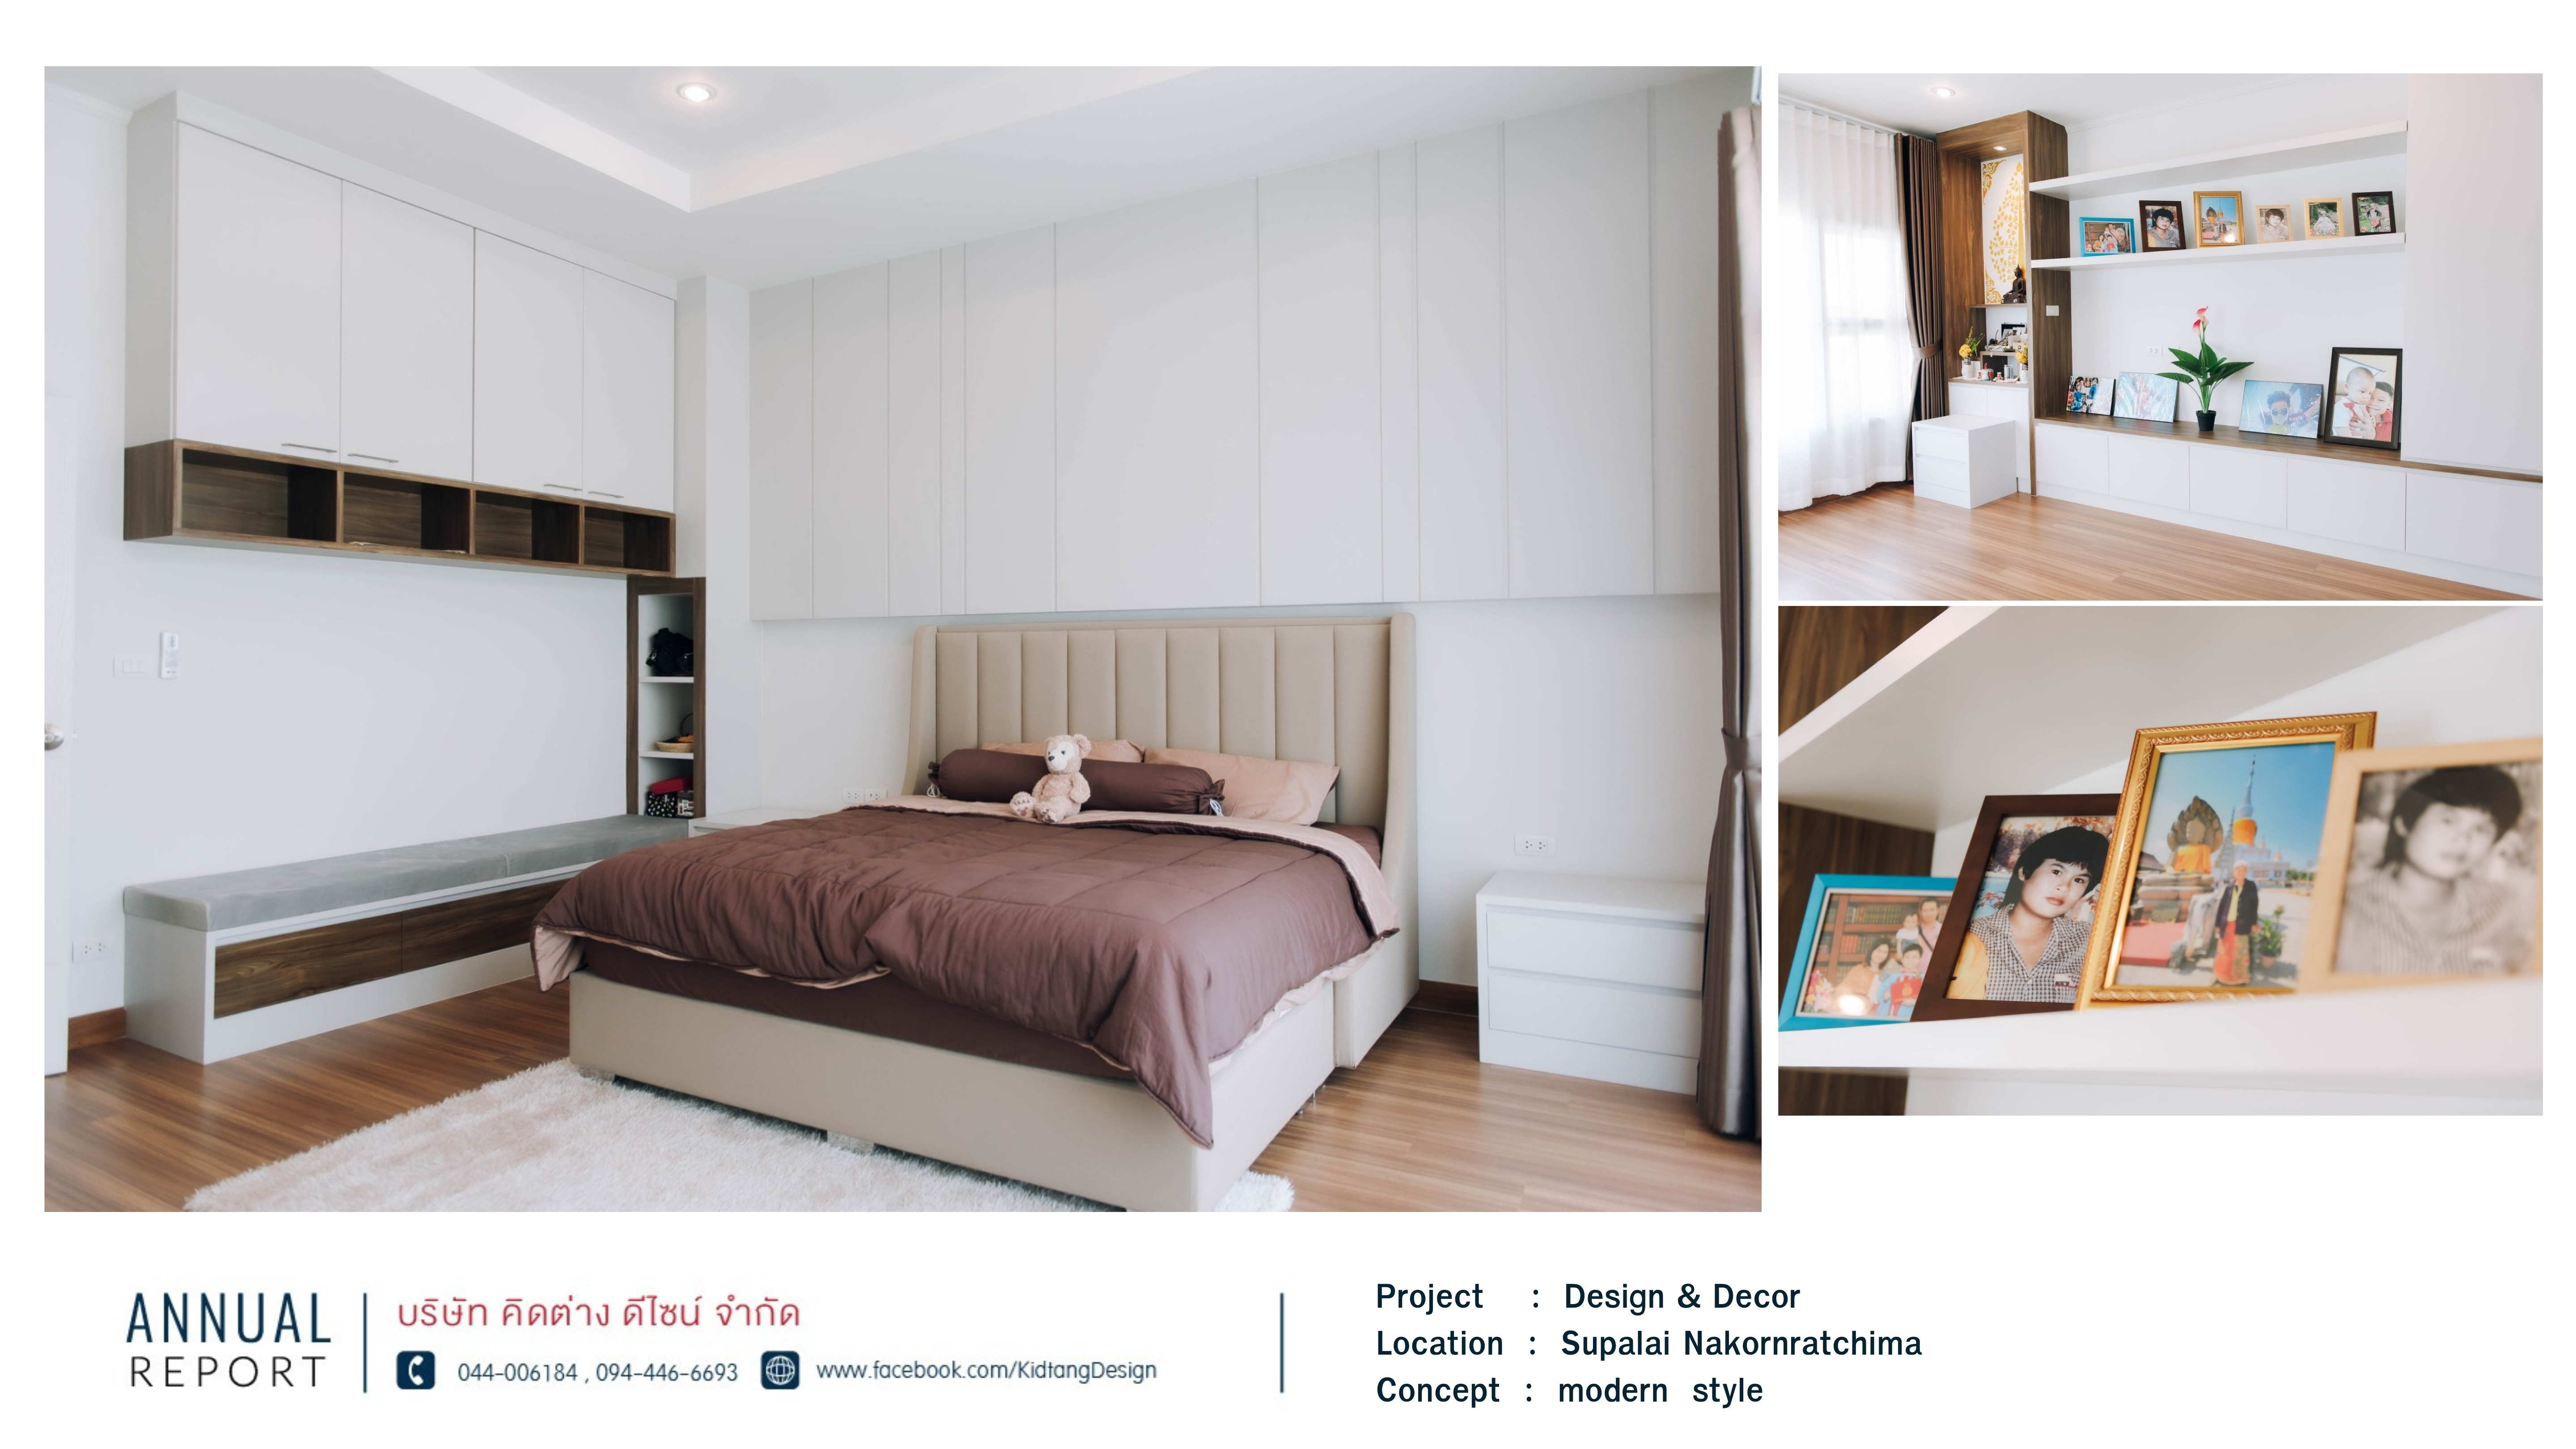 ANNUAL
REPORT
บริษัท คิดต่าง ดีไซน์ จำกัด
044-006184 , 094-446-6693
www.facebook.com/KidtangDesign
Project : Design & Decor
Location : Supalai Nakornratchima
Concept : modern style